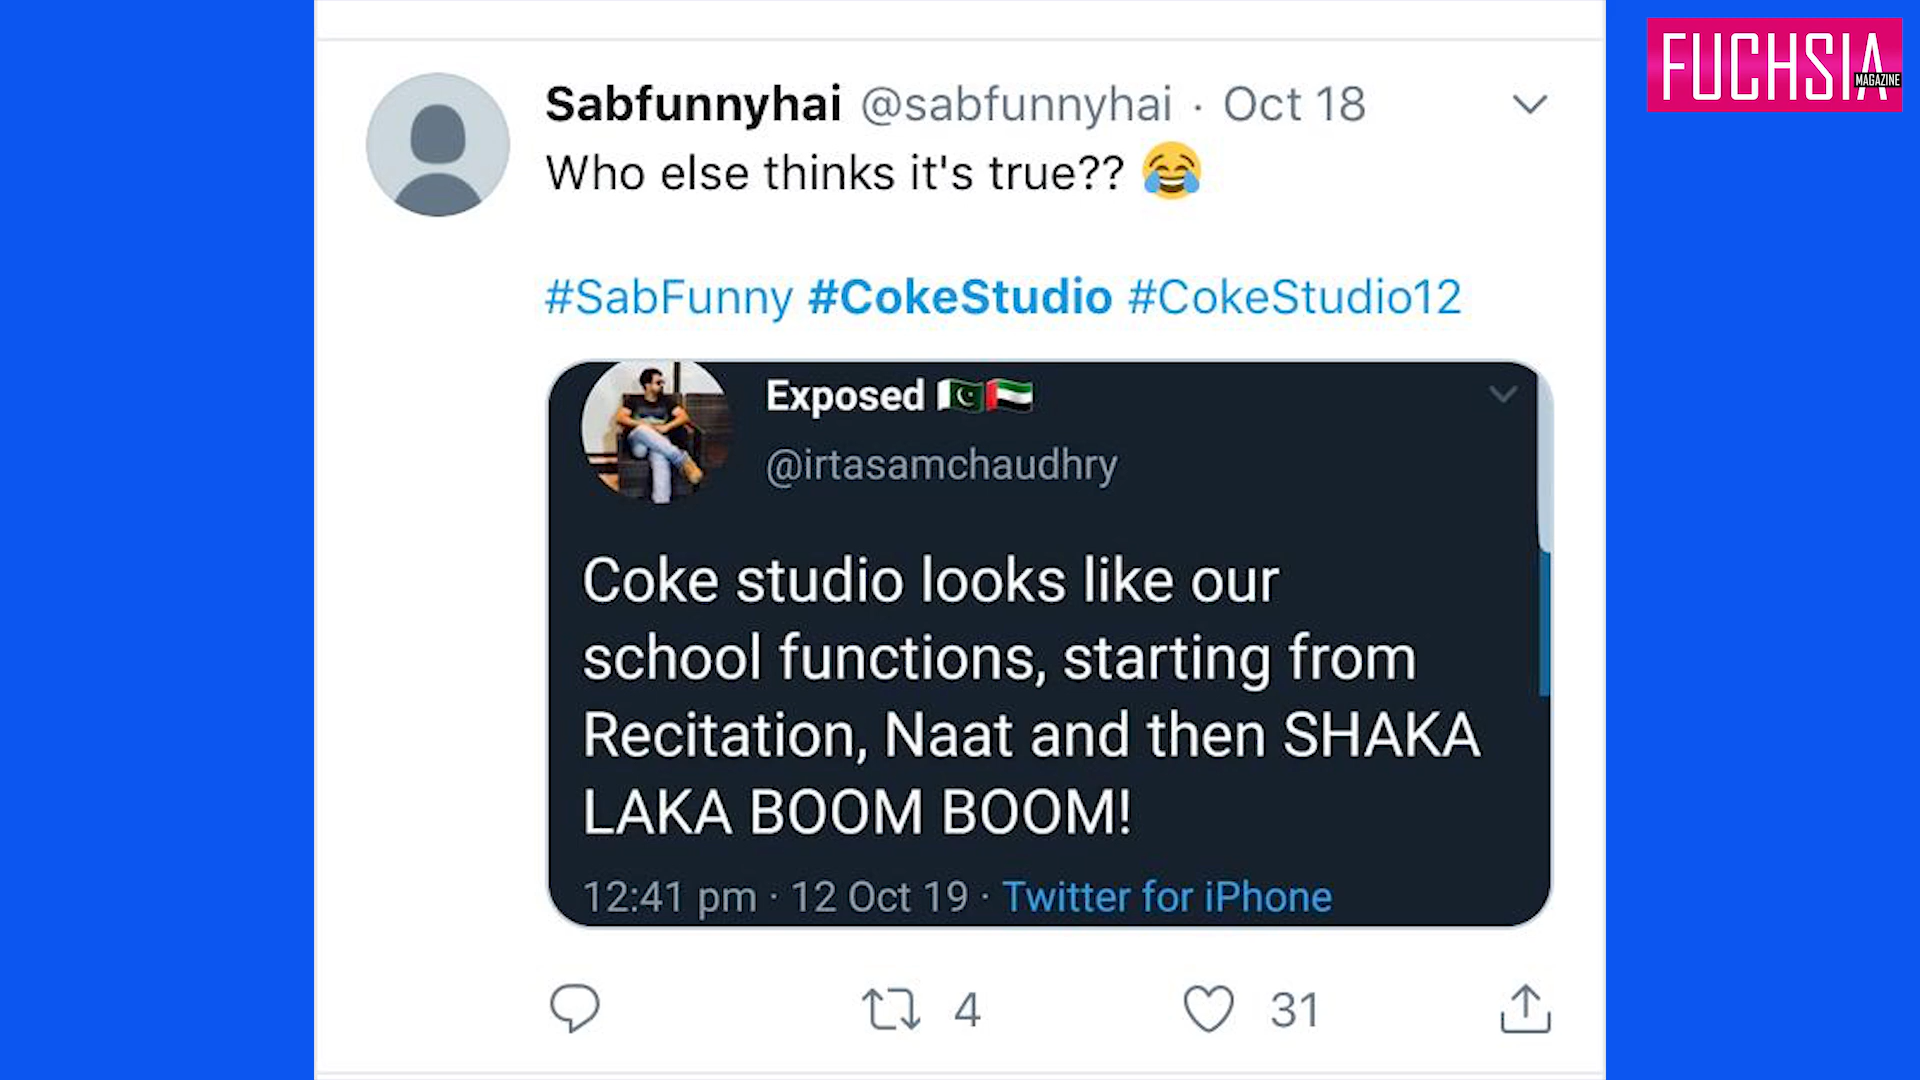 FUCHSIA
MAGAZINE
Sabfunnyhai @sabfunnyhai · Oct 18
Who else thinks it's true?? 😂
#SabFunny #CokeStudio #CokeStudio12
Exposed 🇵🇰🇦🇪
@irtasamchaudhry
Coke studio looks like our
school functions, starting from
Recitation, Naat and then SHAKA
LAKA BOOM BOOM!
12:41 pm · 12 Oct 19 · Twitter for iPhone
4 31